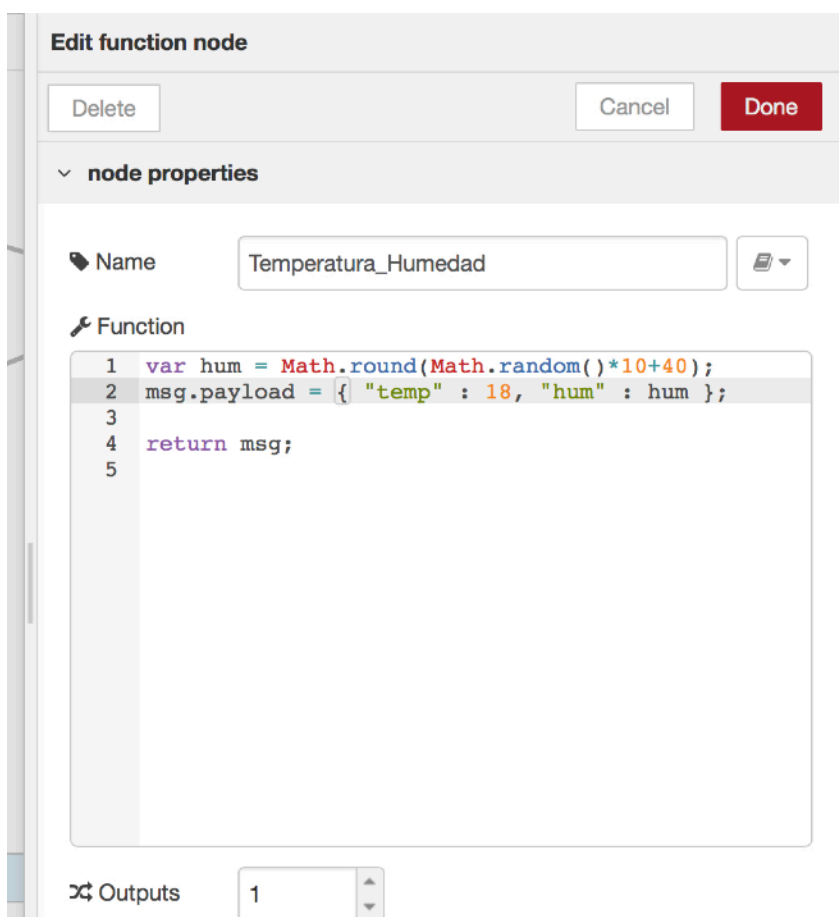 Edit function node
Delete
Cancel
Done
node properties
Name
Temperatura_Humedad
Function
1 var hum = Math.round(Math.random()*10+40);
2 msg.payload = { "temp" : 18, "hum" : hum };
3
4 return msg;
5
Outputs
1